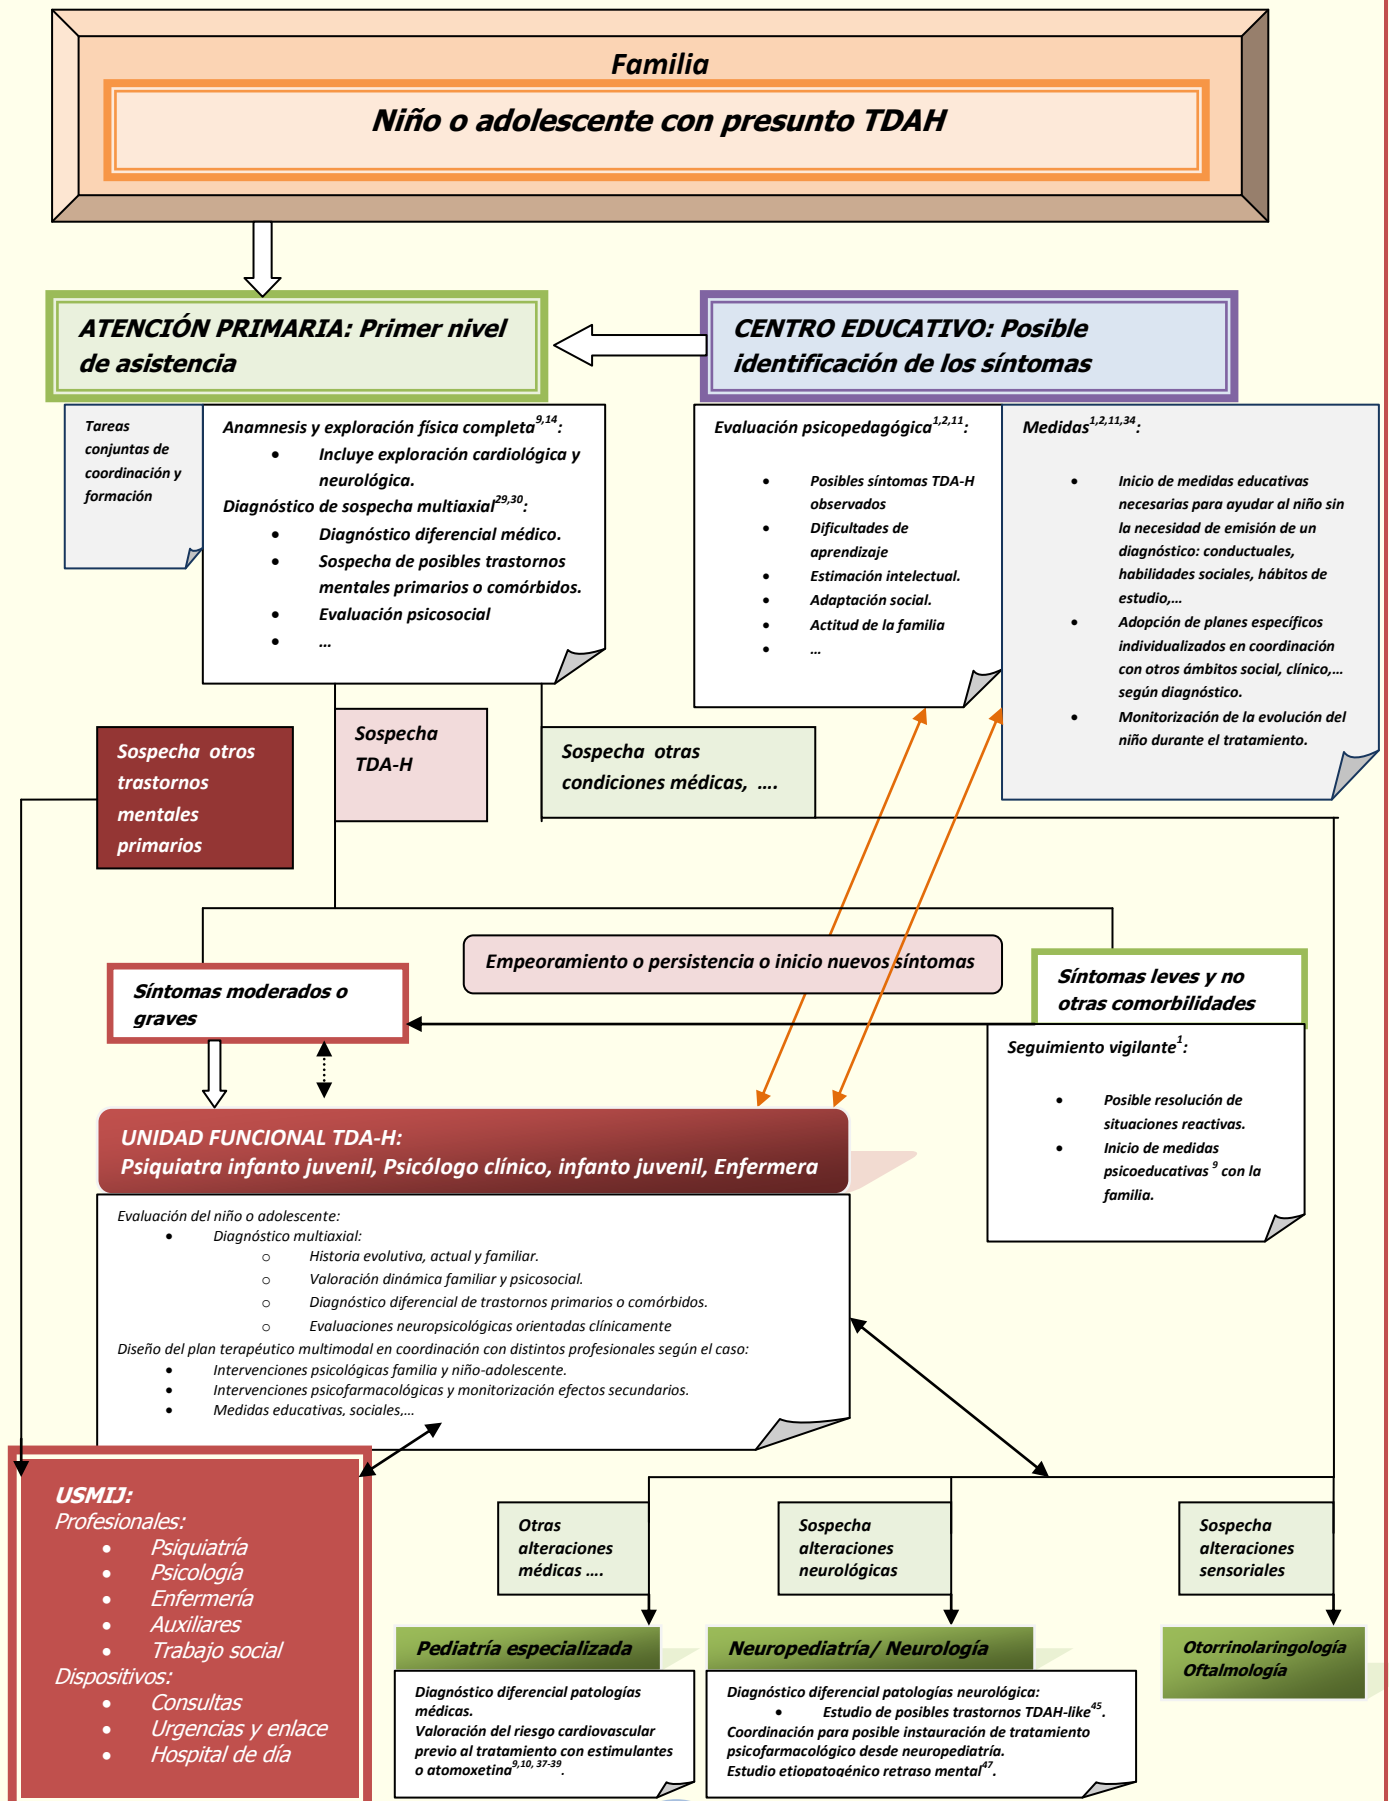 Familia
Niño o adolescente con presunto TDAH
ATENCIÓN PRIMARIA: Primer nivel
de asistencia
CENTRO EDUCATIVO: Posible
identificación de los síntomas
Tareas
conjuntas de
coordinación y
formación
Anamnesis y exploración física completa9,14:
• Incluye exploración cardiológica y
neurológica.
Diagnóstico de sospecha multiaxial29,30:
• Diagnóstico diferencial médico.
• Sospecha de posibles trastornos
mentales primarios o comórbidos.
• Evaluación psicosocial
• ...
Evaluación psicopedagógica1,2,11:
• Posibles síntomas TDA-H
observados
• Dificultades de
aprendizaje
• Estimación intelectual.
• Adaptación social.
• Actitud de la familia
• ...
Medidas1,2,11,34:
• Inicio de medidas educativas
necesarias para ayudar al niño sin
la necesidad de emisión de un
diagnóstico: conductuales,
habilidades sociales, hábitos de
estudio,...
• Adopción de planes específicos
individualizados en coordinación
con otros ámbitos social, clínico,...
según diagnóstico.
• Monitorización de la evolución del
niño durante el tratamiento.
Sospecha otros
trastornos
mentales
primarios
Sospecha
TDA-H
Sospecha otras
condiciones médicas, ....
Empeoramiento o persistencia o inicio nuevos síntomas
Síntomas moderados o
graves
Síntomas leves y no
otras comorbilidades
Seguimiento vigilante1:
• Posible resolución de
situaciones reactivas.
• Inicio de medidas
psicoeducativas 9 con la
familia.
UNIDAD FUNCIONAL TDA-H:
Psiquiatra infanto juvenil, Psicólogo clínico, infanto juvenil, Enfermera
Evaluación del niño o adolescente:
• Diagnóstico multiaxial:
o Historia evolutiva, actual y familiar.
o Valoración dinámica familiar y psicosocial.
o Diagnóstico diferencial de trastornos primarios o comórbidos.
o Evaluaciones neuropsicológicas orientadas clínicamente
Diseño del plan terapéutico multimodal en coordinación con distintos profesionales según el caso:
• Intervenciones psicológicas familia y niño-adolescente.
• Intervenciones psicofarmacológicas y monitorización efectos secundarios.
• Medidas educativas, sociales,...
USMIJ:
Profesionales:
• Psiquiatría
• Psicología
• Enfermería
• Auxiliares
• Trabajo social
Dispositivos:
• Consultas
• Urgencias y enlace
• Hospital de día
Otras
alteraciones
médicas ....
Sospecha
alteraciones
neurológicas
Sospecha
alteraciones
sensoriales
Pediatría especializada
Neuropediatría/ Neurología
Otorrinolaringología
Oftalmología
Diagnóstico diferencial patologías
médicas.
Valoración del riesgo cardiovascular
previo al tratamiento con estimulantes
o atomoxetina9,10, 37-39.
Diagnóstico diferencial patologías neurológica:
• Estudio de posibles trastornos TDAH-like45.
Coordinación para posible instauración de tratamiento
psicofarmacológico desde neuropediatría.
Estudio etiopatogénico retraso mental47.